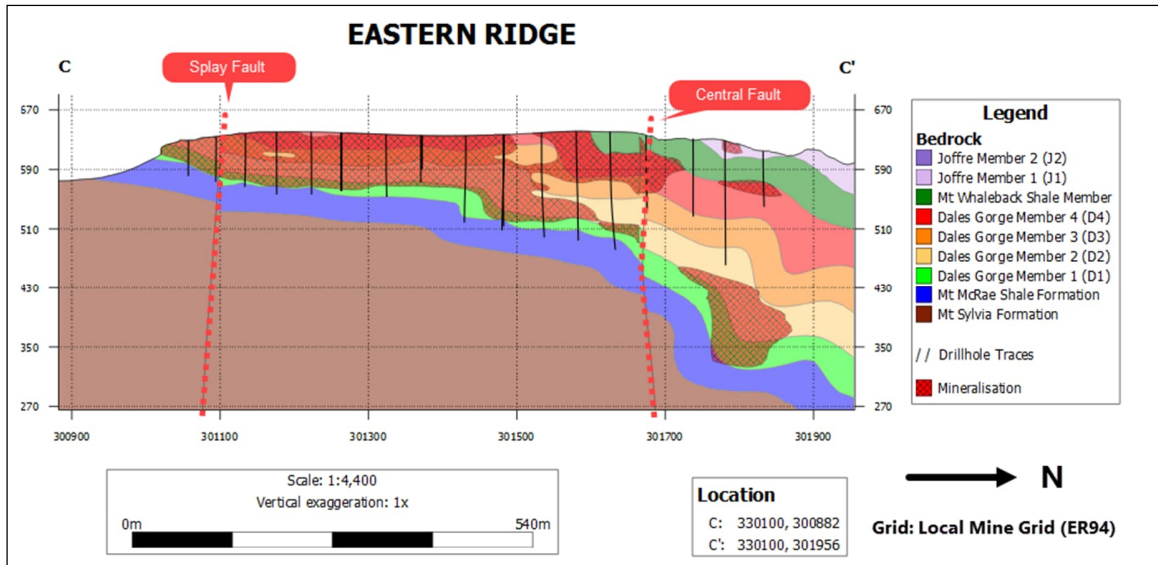 EASTERN RIDGE
C
Splay Fault
Central Fault
C'
670
590
510
430
350
270
670
590
510
430
350
270
300900
301100
301300
301500
301700
301900
Legend
Bedrock
Joffre Member 2 (J2)
Joffre Member 1 (J1)
Mt Whaleback Shale Member
Dales Gorge Member 4 (D4)
Dales Gorge Member 3 (D3)
Dales Gorge Member 2 (D2)
Dales Gorge Member 1 (D1)
Mt McRae Shale Formation
Mt Sylvia Formation
// Drillhole Traces
Mineralisation
Scale: 1:4,400
Vertical exaggeration: 1x
0m
540m
Location
C: 330100, 300882
C': 330100, 301956
N
Grid: Local Mine Grid (ER94)